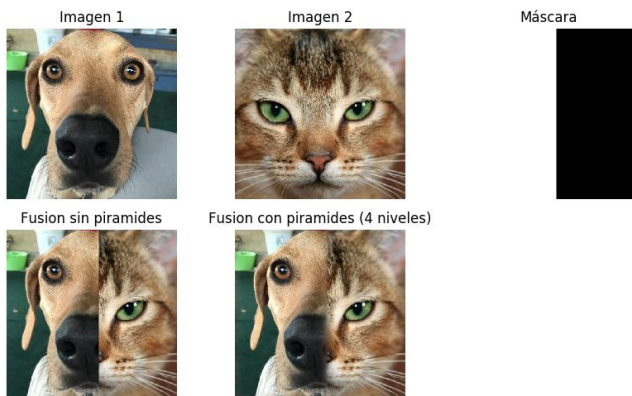 Imagen 1
Imagen 2
Máscara
Fusion sin piramides
Fusion con piramides (4 niveles)